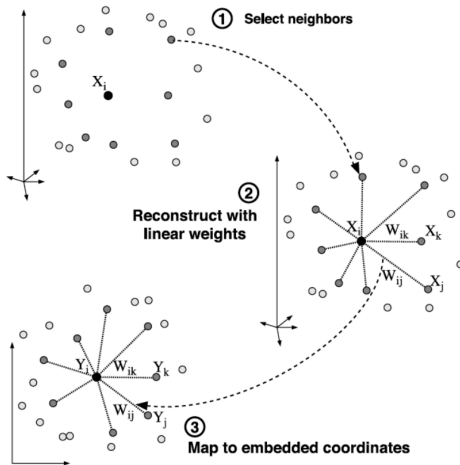 1 Select neighbors
Xi
2
Reconstruct with
linear weights
Xi
Wik
Xk
Wij
Xj
Yi
Wik
Yk
Wij
Yj
3
Map to embedded coordinates